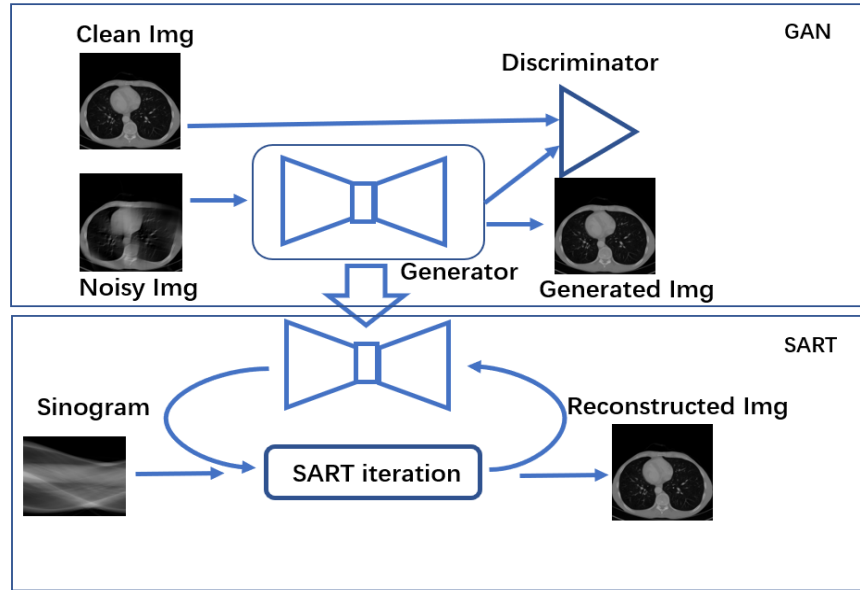 Clean Img
GAN
Discriminator
Noisy Img
Generator
Generated Img
SART
Sinogram
Reconstructed Img
SART iteration